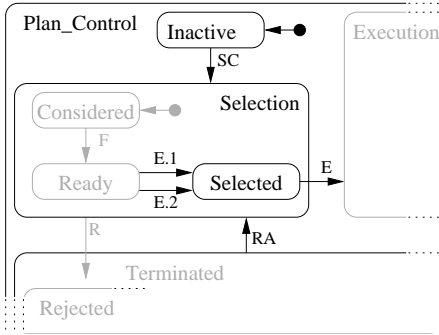 Plan_Control
Inactive
Execution
SC
Selection
Considered
F
E.1
Ready
Selected
E
E.2
R
RA
Terminated
Rejected